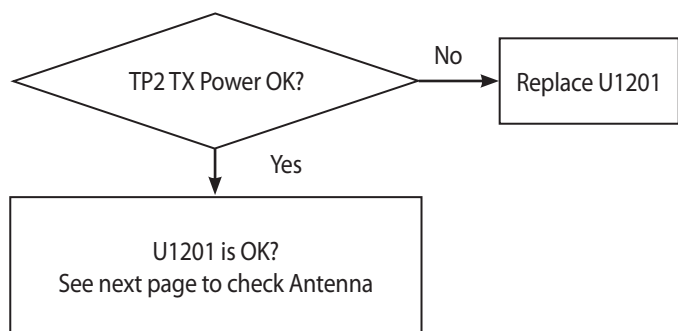 TP2 TX Power OK?
No
Replace U1201
Yes
U1201 is OK?
See next page to check Antenna